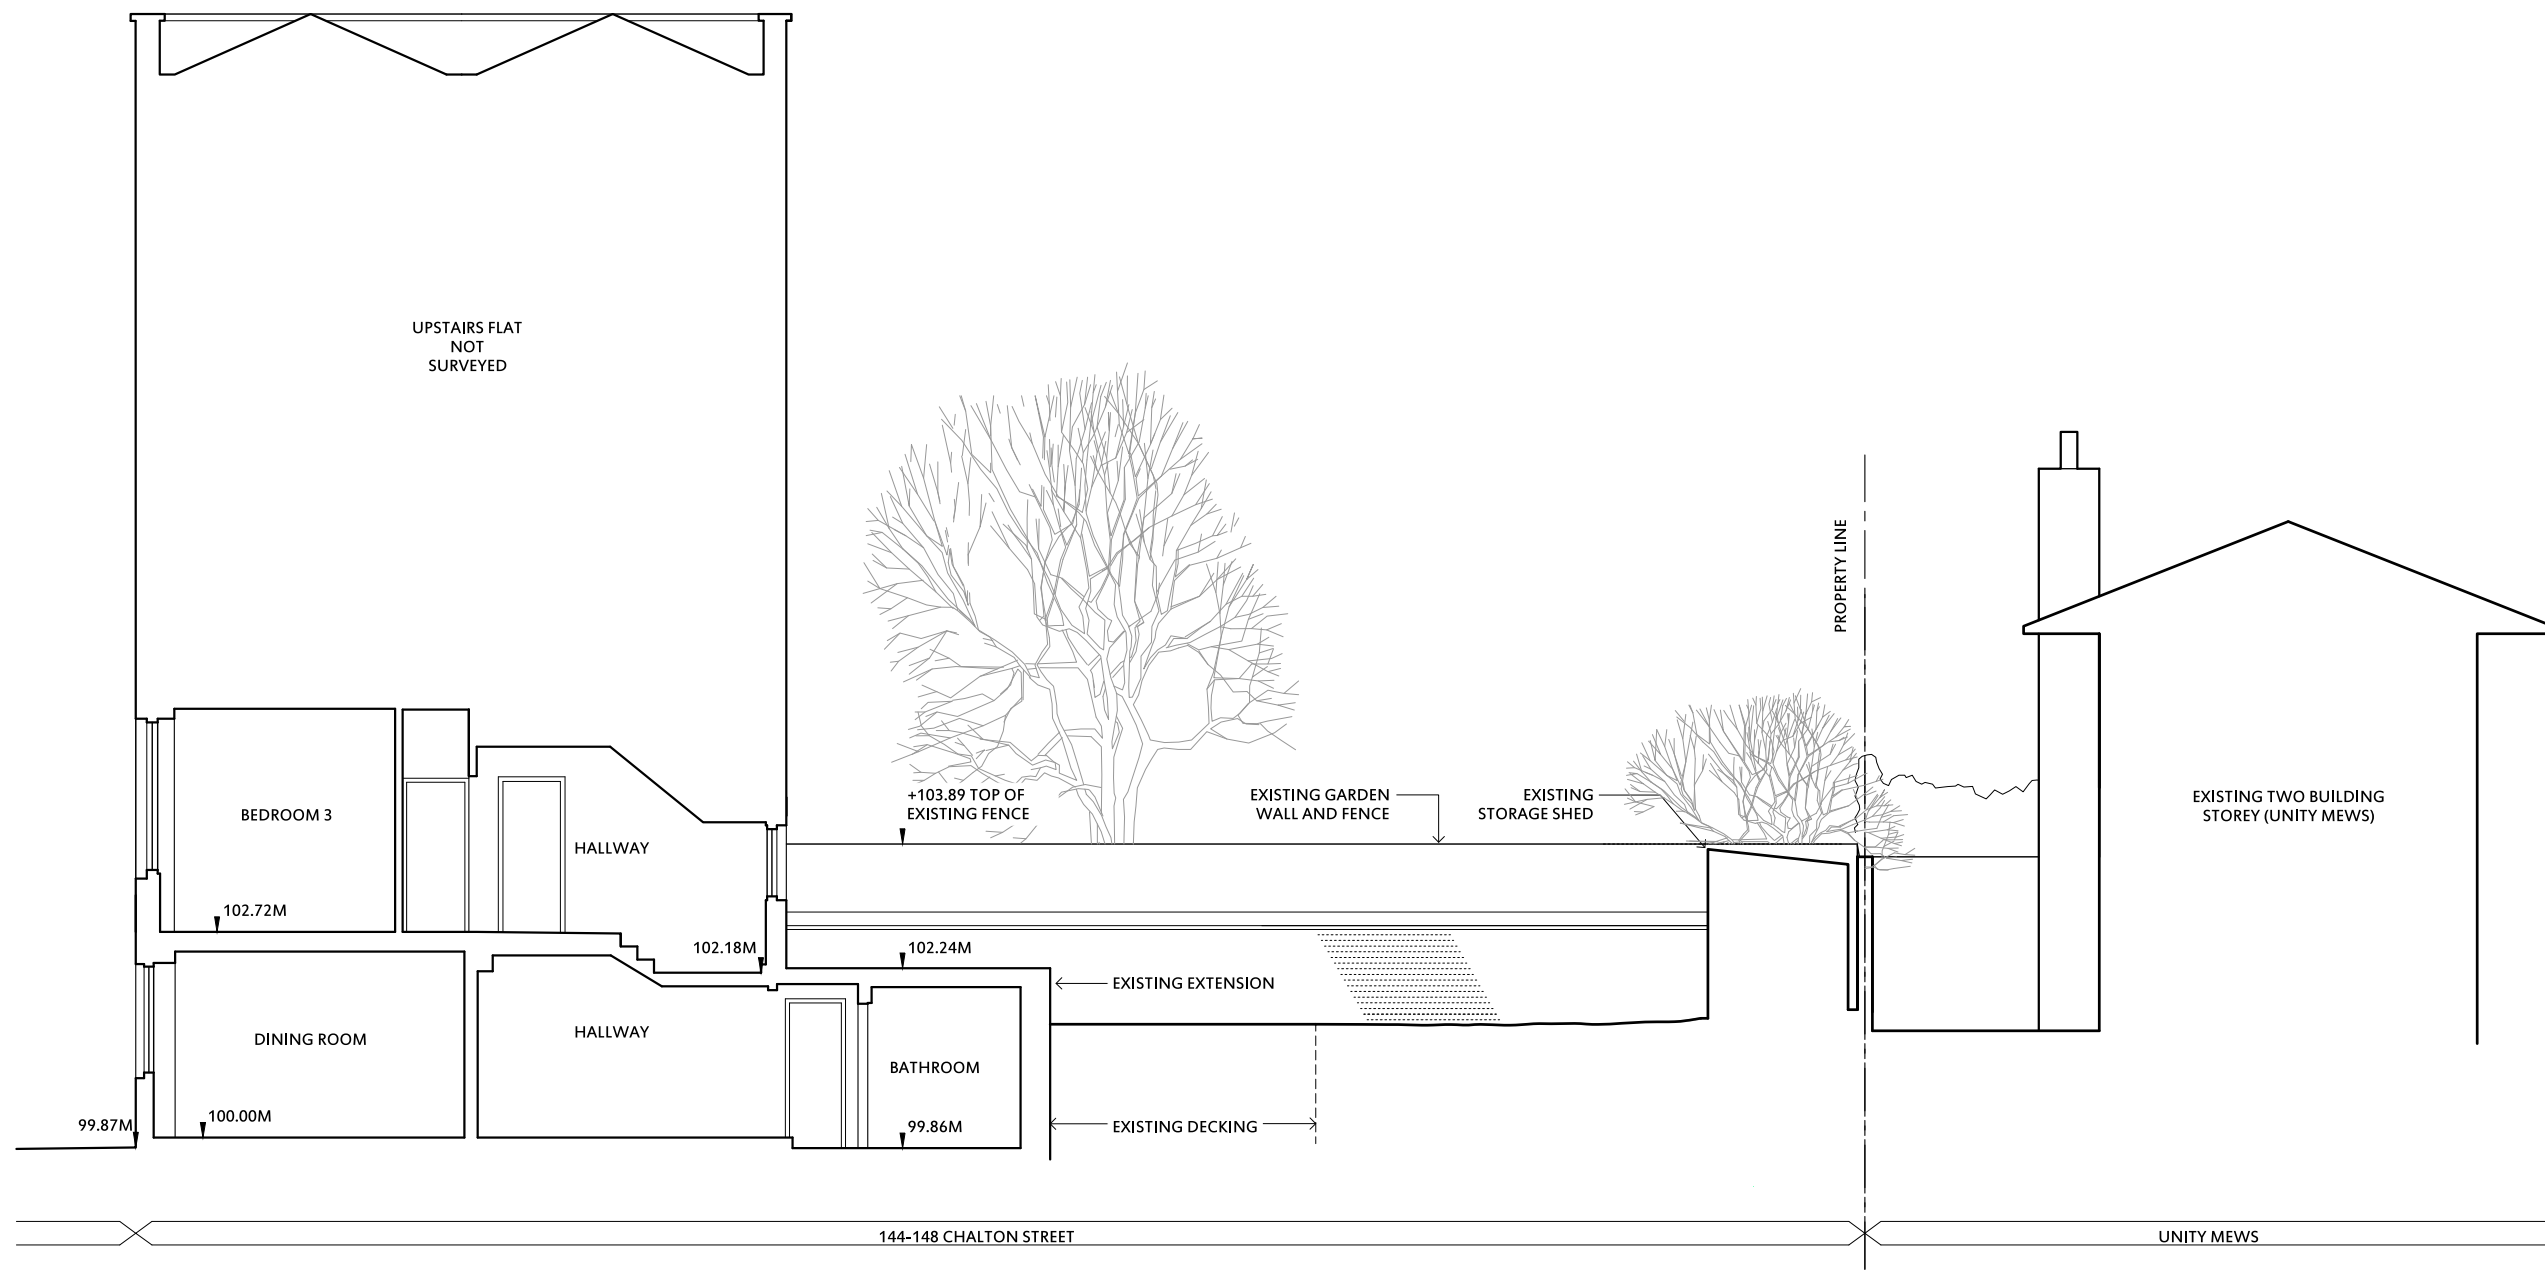 UPSTAIRS FLAT
NOT
SURVEYED
PROPERTY LINE
BEDROOM 3
HALLWAY
+103.89 TOP OF
EXISTING FENCE
EXISTING GARDEN
WALL AND FENCE
EXISTING
STORAGE SHED
EXISTING TWO BUILDING
STOREY (UNITY MEWS)
102.72M
102.18M
102.24M
EXISTING EXTENSION
DINING ROOM
HALLWAY
BATHROOM
99.87M
100.00M
99.86M
EXISTING DECKING
144-148 CHALTON STREET
UNITY MEWS